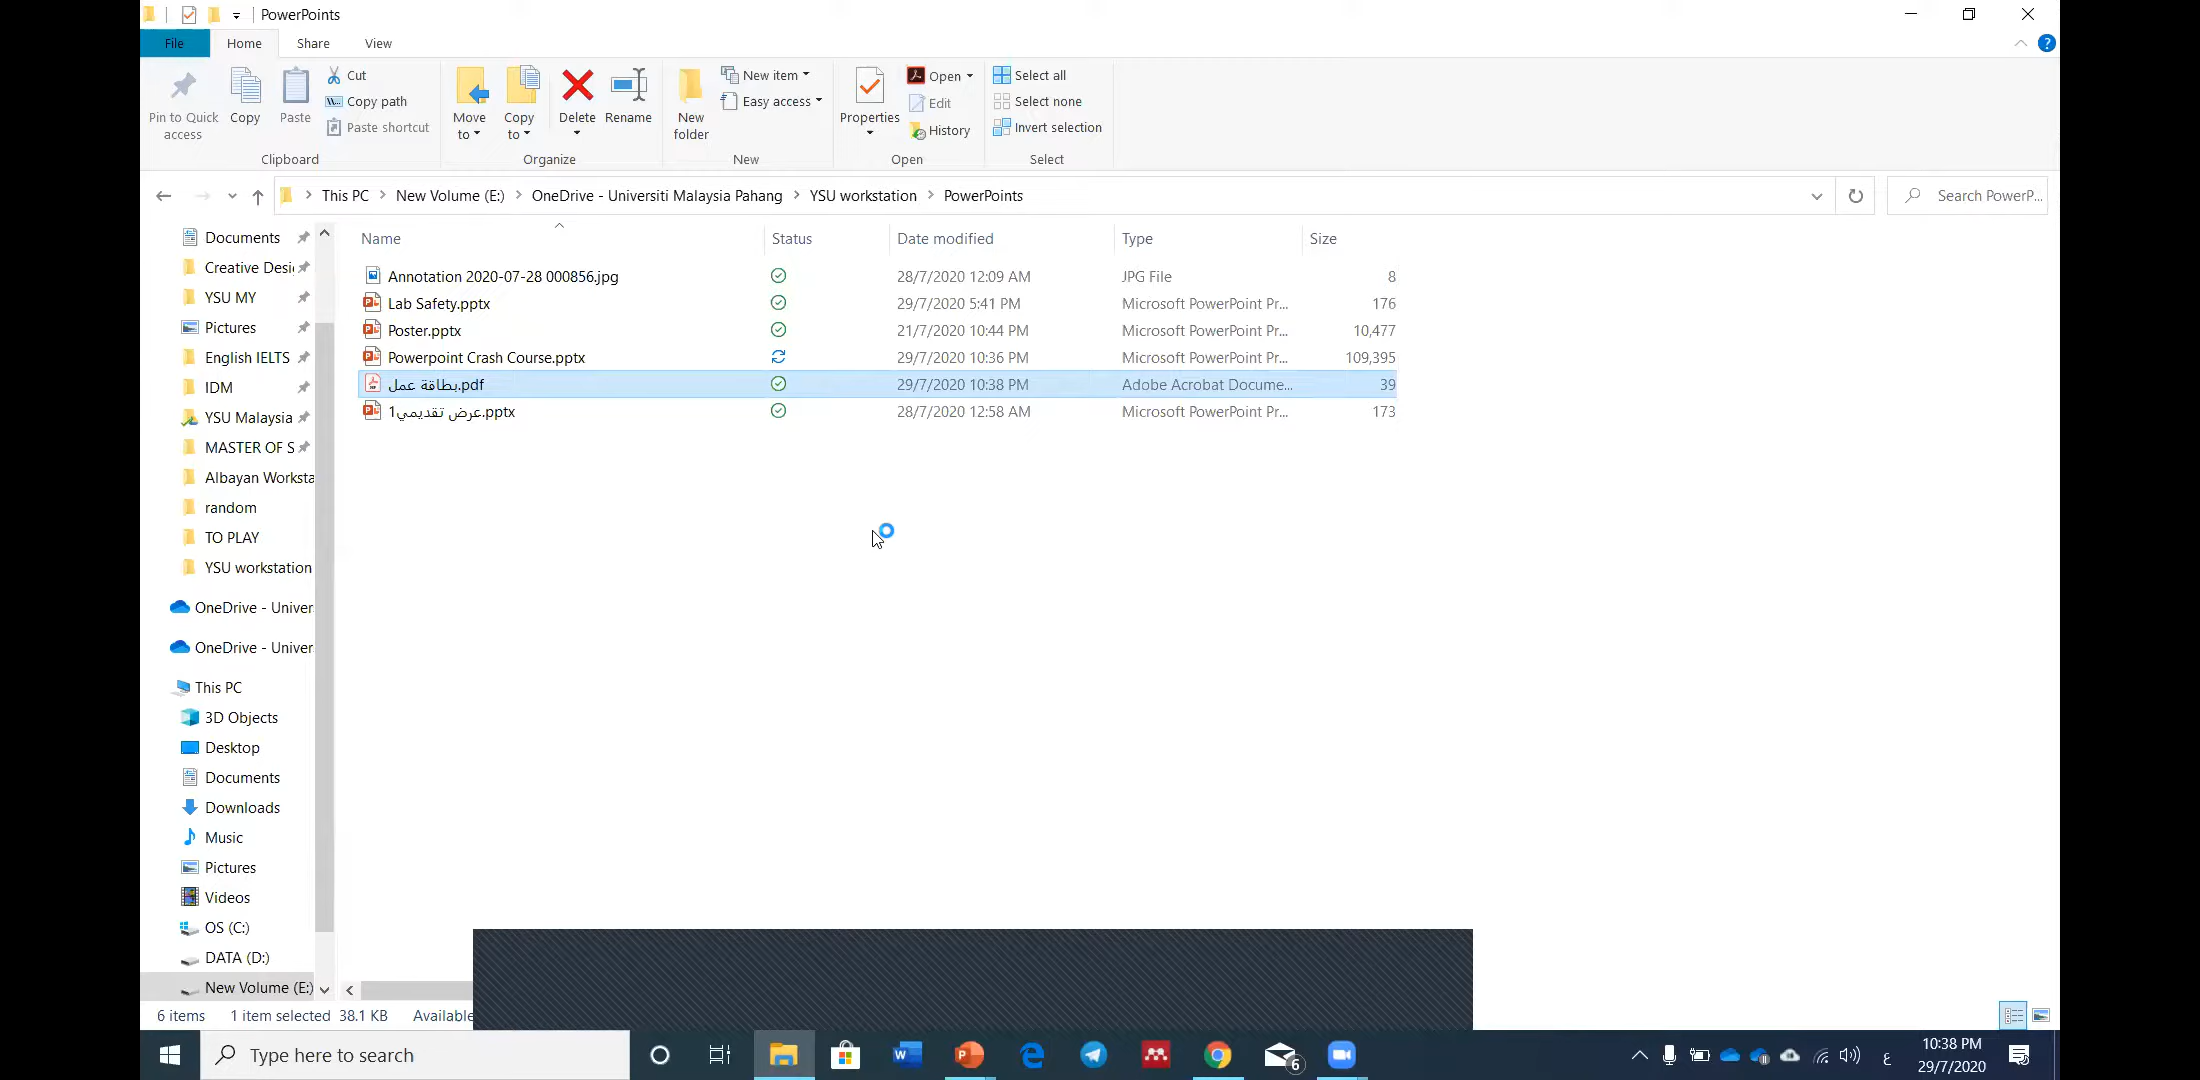 PowerPoints
File Home Share View
Pin to Quick access
Copy
Paste
Cut
Copy path
Paste shortcut
Clipboard
Move to
Copy to
Delete
Rename
Organize
New folder
New item
Easy access
New
Properties
Open
Edit
History
Open
Select all
Select none
Invert selection
Select
This PC New Volume (E:) OneDrive - Universiti Malaysia Pahang YSU workstation PowerPoints
Search PowerP...
Documents
Creative Desi
YSU MY
Pictures
English IELTS
IDM
YSU Malaysia
MASTER OF S
Albayan Worksta
random
TO PLAY
YSU workstation
OneDrive - Univer
OneDrive - Univer
This PC
3D Objects
Desktop
Documents
Downloads
Music
Pictures
Videos
OS (C:)
DATA (D:)
New Volume (E:)
Name Status Date modified Type Size
Annotation 2020-07-28 000856.jpg 28/7/2020 12:09 AM JPG File 8
Lab Safety.pptx 29/7/2020 5:41 PM Microsoft PowerPoint Pr... 176
Poster.pptx 21/7/2020 10:44 PM Microsoft PowerPoint Pr... 10,477
Powerpoint Crash Course.pptx 29/7/2020 10:36 PM Microsoft PowerPoint Pr... 109,395
بطاقة عمل.pdf 29/7/2020 10:38 PM Adobe Acrobat Docume... 39
عرض تقديمي1.pptx 28/7/2020 12:58 AM Microsoft PowerPoint Pr... 173
6 items 1 item selected 38.1 KB Available
Type here to search
6
ع
10:38 PM
29/7/2020